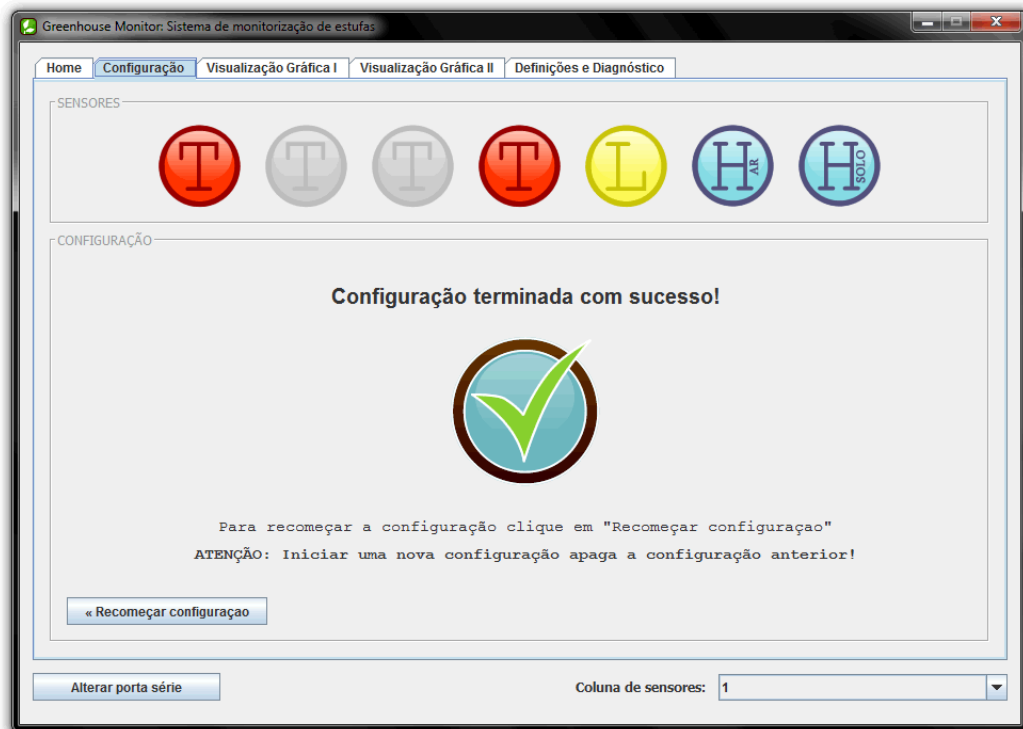 Greenhouse Monitor: Sistema de monitorização de estufas
Home Configuração Visualização Gráfica I Visualização Gráfica II Definições e Diagnóstico
SENSORES
T T T T L H AR H SOLO
CONFIGURAÇÃO
Configuração terminada com sucesso!
Para recomeçar a configuração clique em "Recomeçar configuraçao"
ATENÇÃO: Iniciar uma nova configuração apaga a configuração anterior!
« Recomeçar configuraçao
Alterar porta série Coluna de sensores: 1